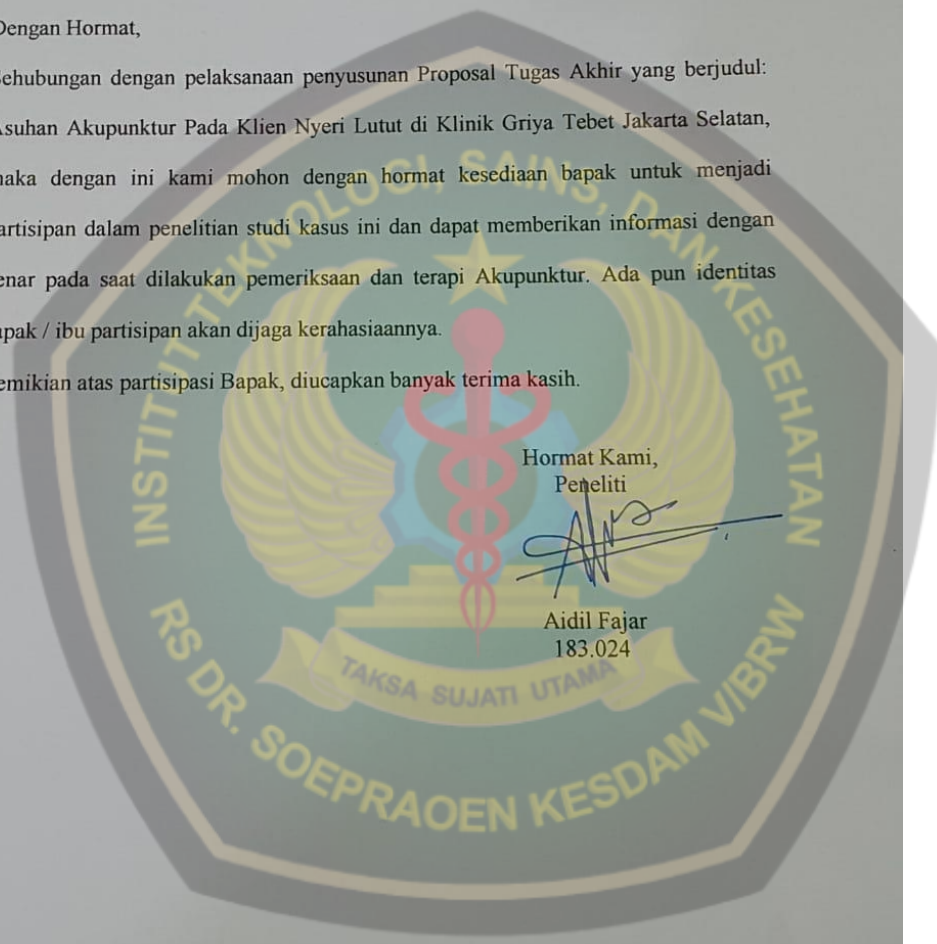 Dengan Hormat,
ehubungan dengan pelaksanaan penyusunan Proposal Tugas Akhir yang berjudul:
Asuhan Akupunktur Pada Klien Nyeri Lutut di Klinik Griya Tebet Jakarta Selatan,
naka dengan ini kami mohon dengan hormat kesediaan bapak untuk menjadi
artisipan dalam penelitian studi kasus ini dan dapat memberikan informasi dengan
enar pada saat dilakukan pemeriksaan dan terapi Akupunktur. Ada pun identitas
apak / ibu partisipan akan dijaga kerahasiaannya.
emikian atas partisipasi Bapak, diucapkan banyak terima kasih.
Hormat Kami,
Peneliti
Aidil Fajar
183.024
INSTITUT TEKNOLOGI, SAINS, DAN KESEHATAN
TAKSA SUJATI UTAMA
RS DR. SOEPRAOEN KESDAM V/BRW